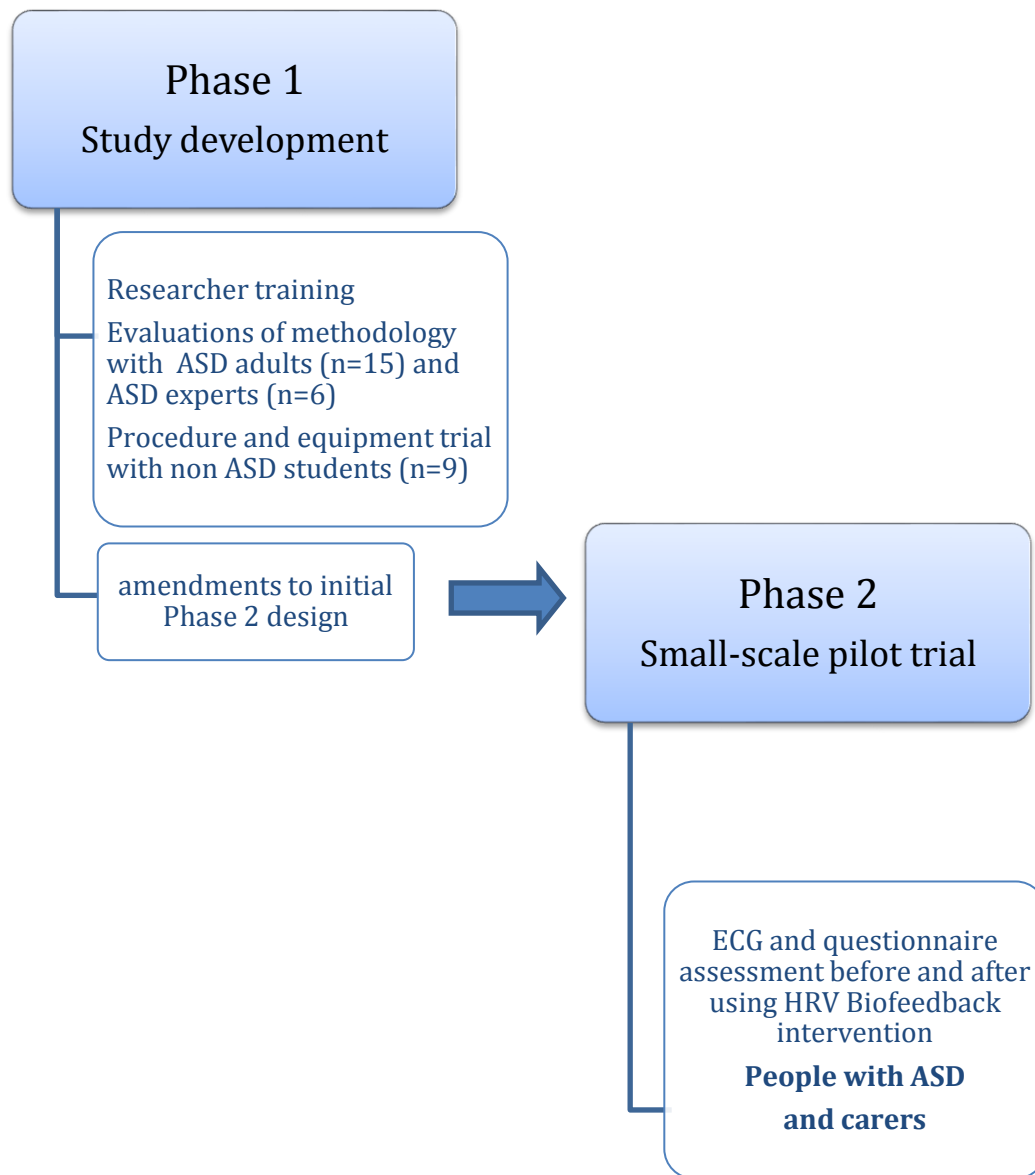 Phase 1
Study development
Researcher training
Evaluations of methodology
with ASD adults (n=15) and
ASD experts (n=6)
Procedure and equipment trial
with non ASD students (n=9)
amendments to initial
Phase 2 design
Phase 2
Small-scale pilot trial
ECG and questionnaire
assessment before and after
using HRV Biofeedback
intervention
People with ASD
and carers